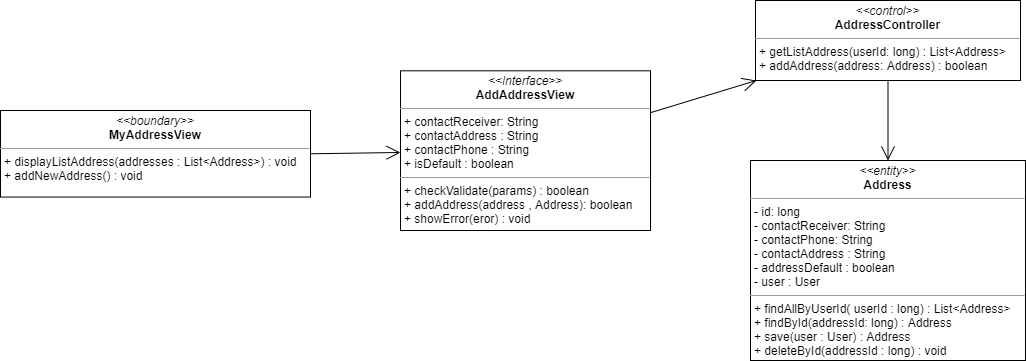 <<boundary>>
MyAddressView
+ displayListAddress(addresses : List<Address>) : void
+ addNewAddress() : void
<<Interface>>
AddAddressView
+ contactReceiver: String
+ contactAddress : String
+ contactPhone : String
+ isDefault : boolean
+ checkValidate(params) : boolean
+ addAddress(address , Address): boolean
+ showError(eror) : void
<<control>>
AddressController
+ getListAddress(userId: long) : List<Address>
+ addAddress(address: Address) : boolean
<<entity>>
Address
- id: long
- contactReceiver: String
- contactPhone: String
- contactAddress : String
- addressDefault : boolean
- user : User
+ findAllByUserId( userId : long) : List<Address>
+ findById(addressId: long) : Address
+ save(user : User) : Address
+ deleteById(addressId : long) : void